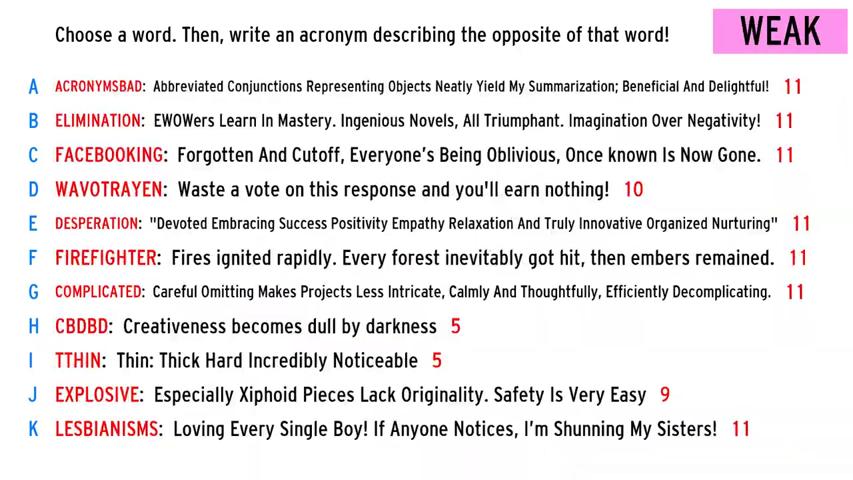 Choose a word. Then, write an acronym describing the opposite of that word! WEAK
A ACRONYMSBAD: Abbreviated Conjunctions Representing Objects Neatly Yield My Summarization; Beneficial And Delightful! 11
B ELIMINATION: EWOWers Learn In Mastery. Ingenious Novels, All Triumphant. Imagination Over Negativity! 11
C FACEBOOKING: Forgotten And Cutoff, Everyone's Being Oblivious, Once known Is Now Gone. 11
D WAVOTRAYEN: Waste a vote on this response and you'll earn nothing! 10
E DESPERATION: "Devoted Embracing Success Positivity Empathy Relaxation And Truly Innovative Organized Nurturing" 11
F FIREFIGHTER: Fires ignited rapidly. Every forest inevitably got hit, then embers remained. 11
G COMPLICATED: Careful Omitting Makes Projects Less Intricate, Calmly And Thoughtfully, Efficiently Decomplicating. 11
H CBDBD: Creativeness becomes dull by darkness 5
I TTHIN: Thin: Thick Hard Incredibly Noticeable 5
J EXPLOSIVE: Especially Xiphoid Pieces Lack Originality. Safety Is Very Easy 9
K LESBIANISMS: Loving Every Single Boy! If Anyone Notices, I'm Shunning My Sisters! 11